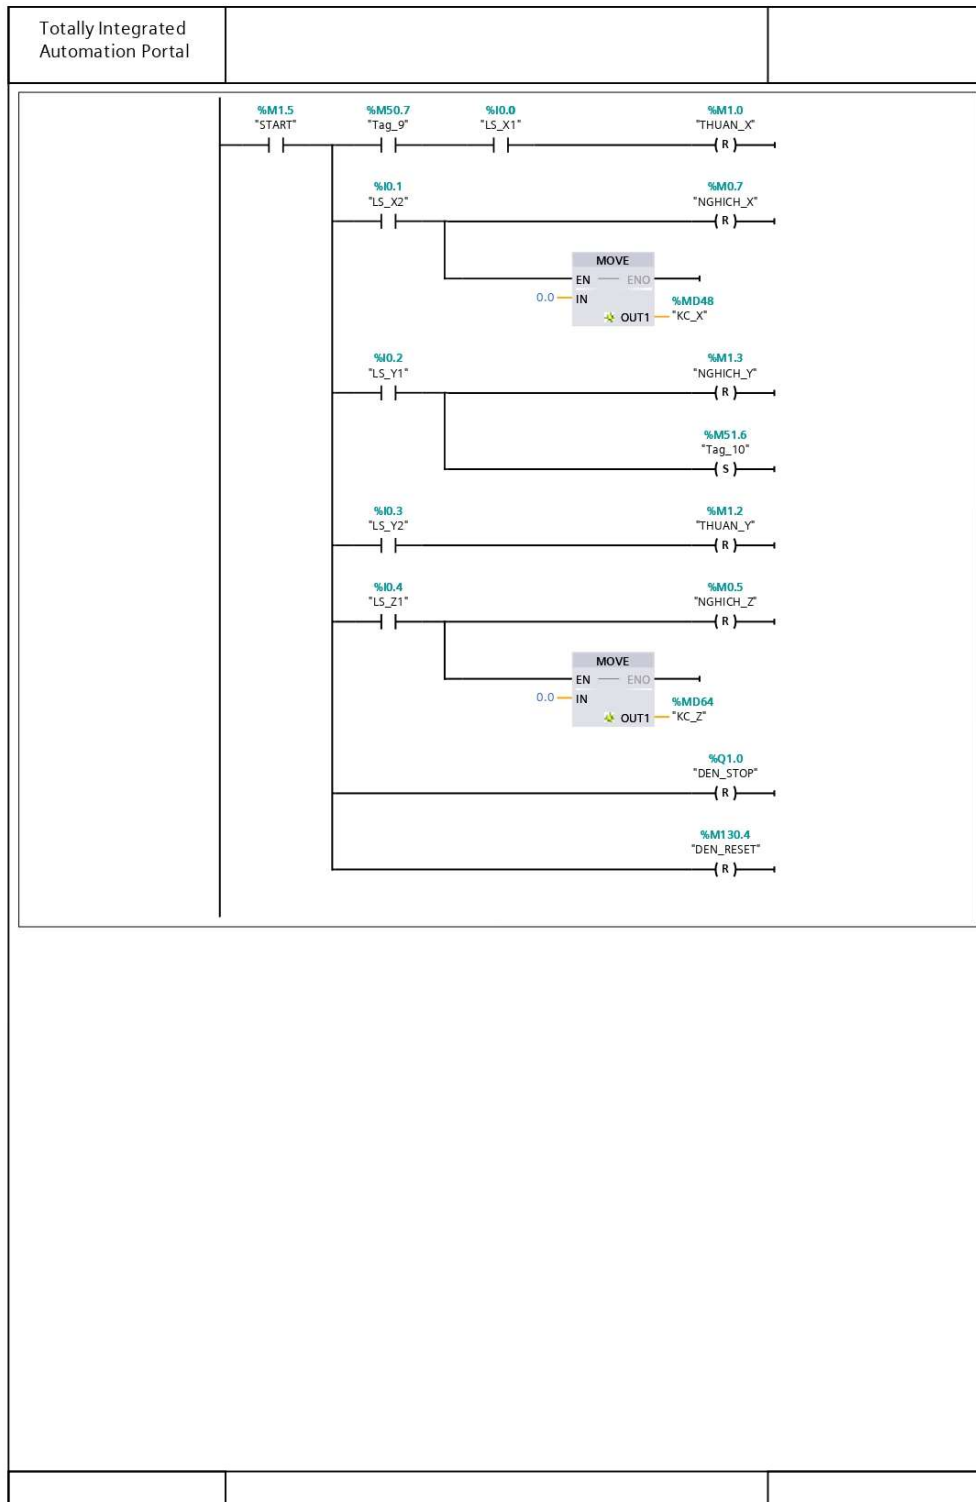 Totally Integrated
Automation Portal
%M1.5
"START"
%M50.7
"Tag_9"
%I0.0
"LS_X1"
%M1.0
"THUAN_X"
R
%I0.1
"LS_X2"
%M0.7
"NGHICH_X"
R
MOVE
EN
ENO
0.0
IN
%MD48
OUT1
"KC_X"
%I0.2
"LS_Y1"
%M1.3
"NGHICH_Y"
R
%M51.6
"Tag_10"
S
%I0.3
"LS_Y2"
%M1.2
"THUAN_Y"
R
%I0.4
"LS_Z1"
%M0.5
"NGHICH_Z"
R
MOVE
EN
ENO
0.0
IN
%MD64
OUT1
"KC_Z"
%Q1.0
"DEN_STOP"
R
%M130.4
"DEN_RESET"
R